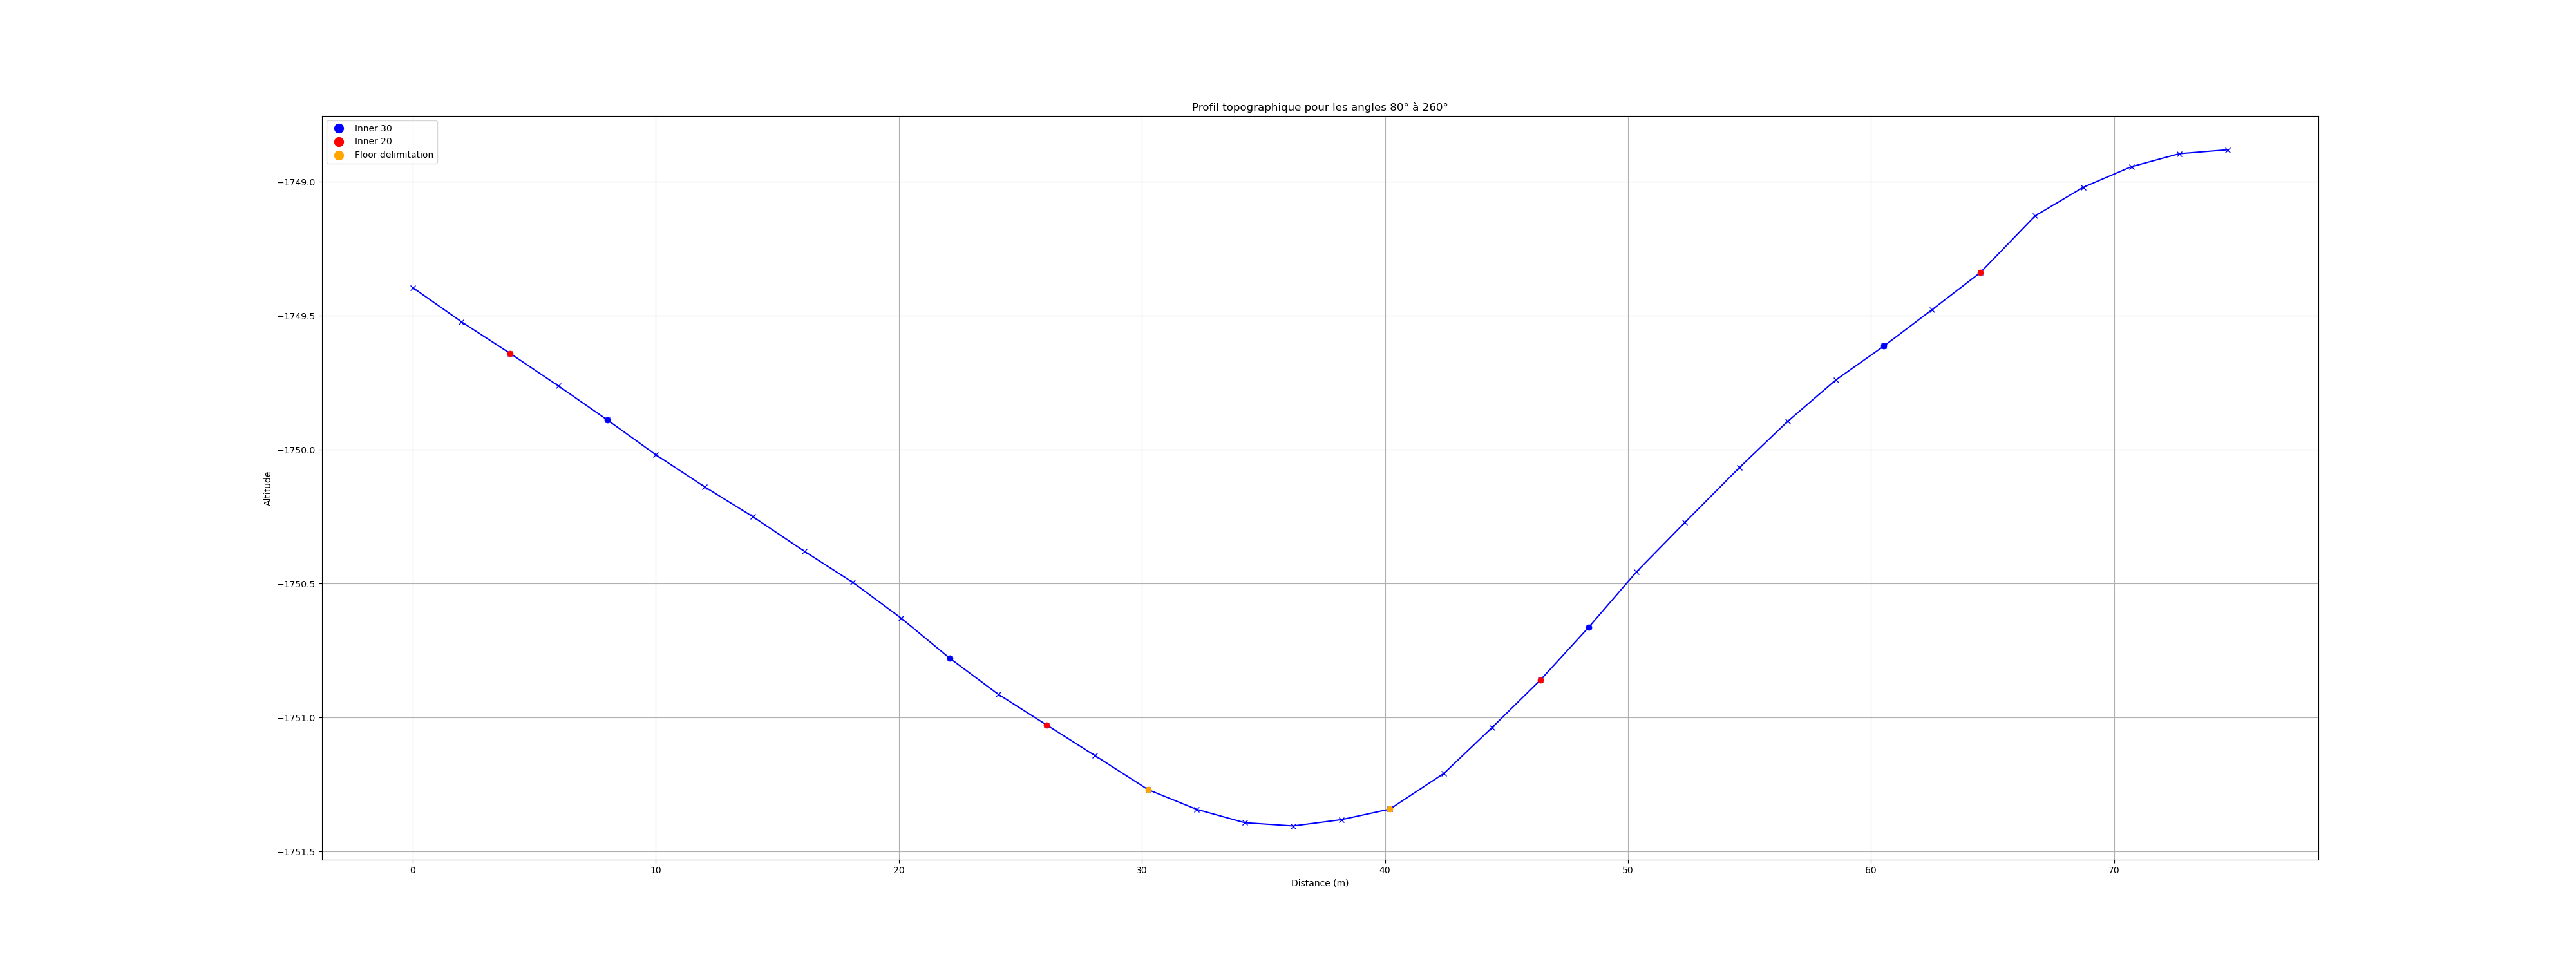 Profil topographique pour les angles 80° à 260°
Inner 30
Inner 20
Floor delimitation
−1749.0
−1749.5
−1750.0
−1750.5
−1751.0
−1751.5
Altitude
0 10 20 30 40 50 60 70
Distance (m)